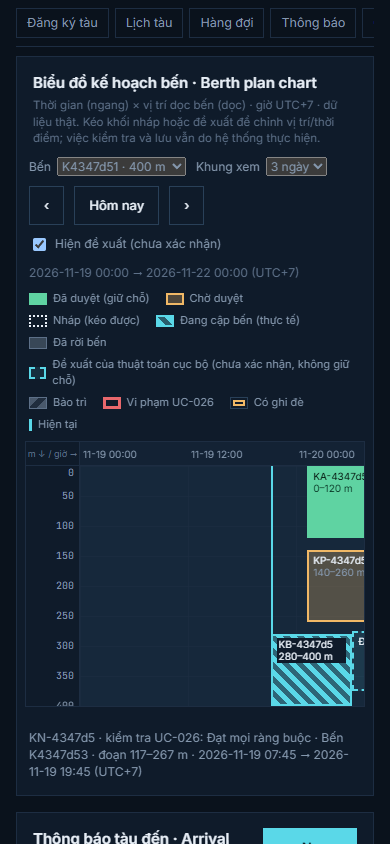 Đăng ký tàu Lịch tàu Hàng đợi Thông báo
Biểu đồ kế hoạch bến · Berth plan chart
Thời gian (ngang) × vị trí dọc bến (dọc) · giờ UTC+7 · dữ
liệu thật. Kéo khối nháp hoặc đề xuất để chỉnh vị trí/thời
điểm; việc kiểm tra và lưu vẫn do hệ thống thực hiện.
Bến K4347d51 · 400 m Khung xem 3 ngày
‹ Hôm nay ›
Hiện đề xuất (chưa xác nhận)
2026-11-19 00:00 → 2026-11-22 00:00 (UTC+7)
Đã duyệt (giữ chỗ) Chờ duyệt
Nháp (kéo được) Đang cập bến (thực tế)
Đã rời bến
Đề xuất của thuật toán cục bộ (chưa xác nhận, không giữ
chỗ)
Bảo trì Vi phạm UC-026 Có ghi đè
Hiện tại
m ↓ / giờ → 11-19 00:00 11-19 12:00 11-20 00:00
0
KA-4347d5
0–120 m
50
100
150
KP-4347d5
140–260 m
200
250
300
KB-4347d5
280–400 m
350
400
KN-4347d5 · kiểm tra UC-026: Đạt mọi ràng buộc · Bến
K4347d53 · đoạn 117–267 m · 2026-11-19 07:45 → 2026-
11-19 19:45 (UTC+7)
Thông báo tàu đến · Arrival